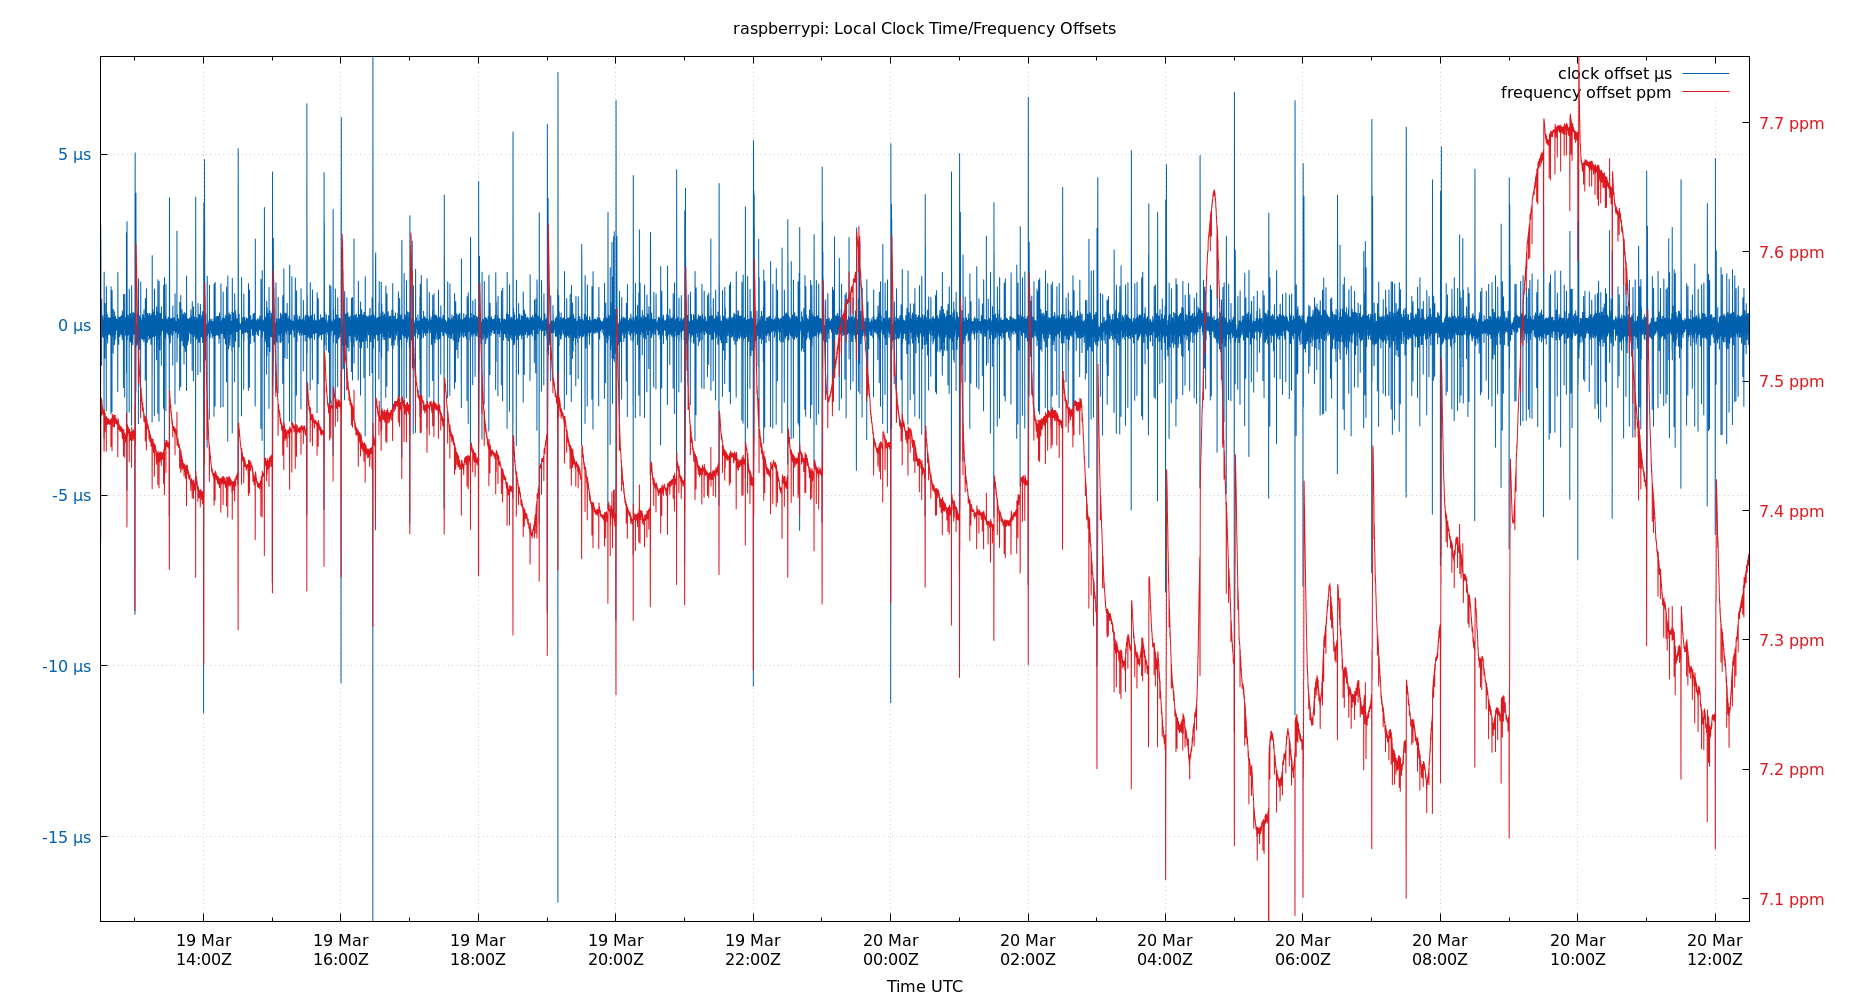 raspberrypi: Local Clock Time/Frequency Offsets
clock offset µs
frequency offset ppm
5 µs
0 µs
-5 µs
-10 µs
-15 µs
7.7 ppm
7.6 ppm
7.5 ppm
7.4 ppm
7.3 ppm
7.2 ppm
7.1 ppm
19 Mar
14:00Z
19 Mar
16:00Z
19 Mar
18:00Z
19 Mar
20:00Z
19 Mar
22:00Z
20 Mar
00:00Z
20 Mar
02:00Z
20 Mar
04:00Z
20 Mar
06:00Z
20 Mar
08:00Z
20 Mar
10:00Z
20 Mar
12:00Z
Time UTC